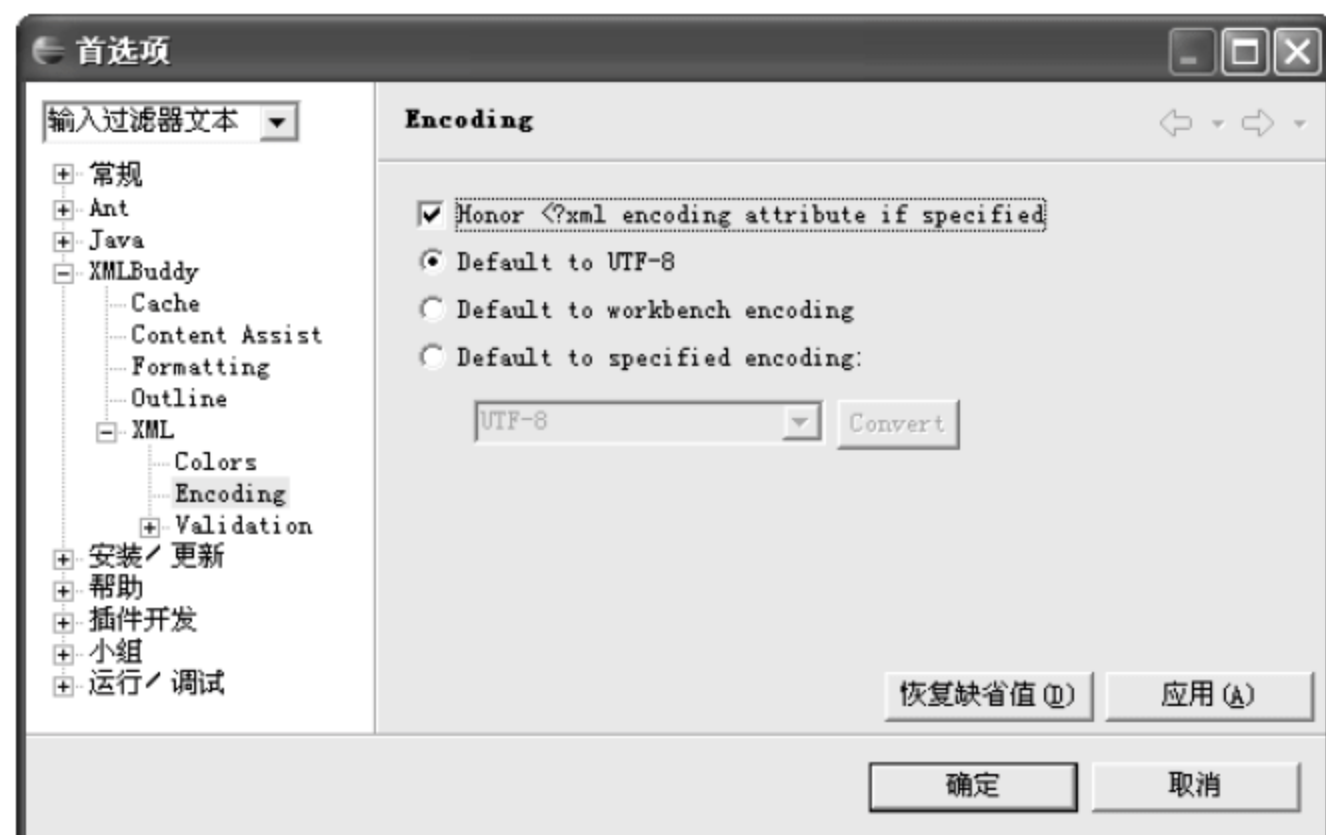 首选项
输入过滤器文本
常规
Ant
Java
XMLBuddy
Cache
Content Assist
Formatting
Outline
XML
Colors
Encoding
Validation
安装/更新
帮助
插件开发
小组
运行/调试
Encoding
Honor <?xml encoding attribute if specified
Default to UTF-8
Default to workbench encoding
Default to specified encoding:
UTF-8
Convert
恢复缺省值(D)
应用(A)
确定
取消